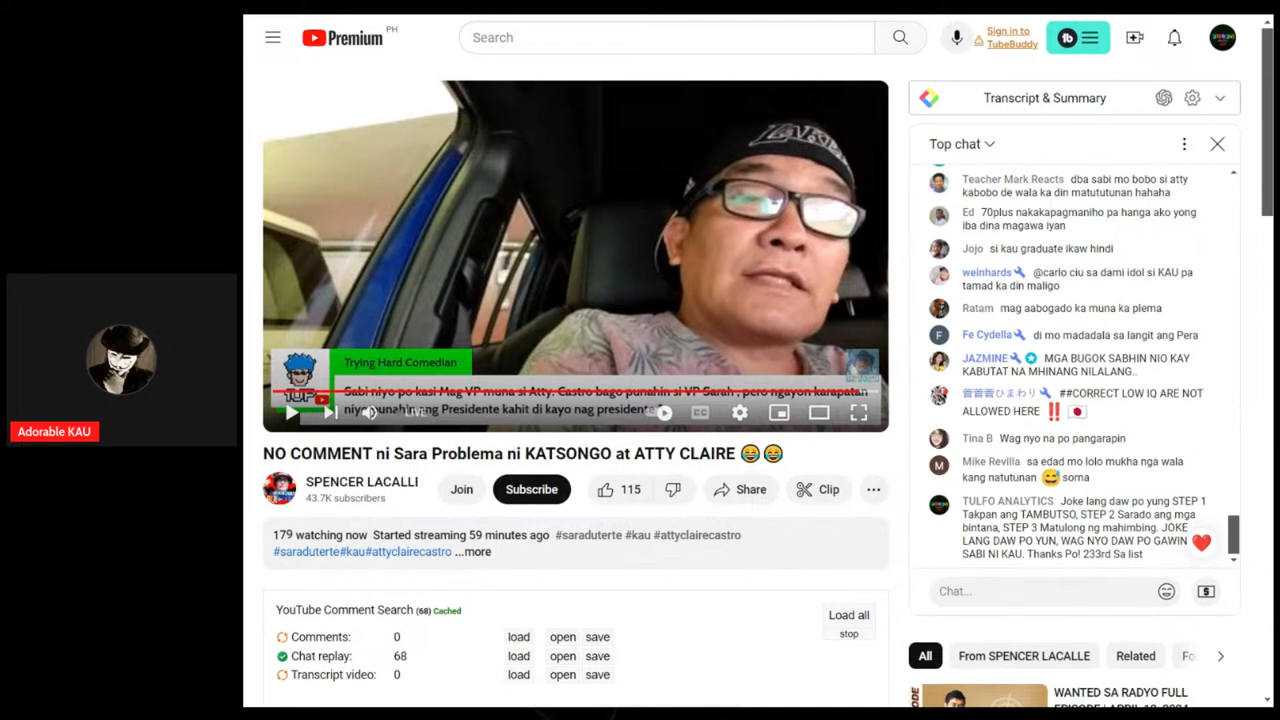 Premium PH
Search
Sign in to
TubeBuddy
Trying Hard Comedian
Sabi niyo po kasi Mag VP muna si Atty. Castro bago punahin si VP Sarah , pero ngayon karapatan
punahin ang Presidente kahit di kayo nag presidente
NO COMMENT ni Sara Problema ni KATSONGO at ATTY CLAIRE 😂😂
SPENCER LACALLE
43.7K subscribers
Join
Subscribe
115
Share
Clip
179 watching now Started streaming 59 minutes ago #saraduterte #kau #attyclairecastro
#saraduterte#kau#attyclairecastro ...more
YouTube Comment Search (68) Cached
Load all
stop
Comments: 0 load open save
Chat replay: 68 load open save
Transcript video: 0 load open save
Adorable KAU
Transcript & Summary
Top chat
Teacher Mark Reacts dba sabi mo bobo si atty
kabobo de wala ka din matututunan hahaha
Ed 70plus nakakapagmaniho pa hanga ako yong
iba dina magawa iyan
Jojo si kau graduate ikaw hindi
weinhards @carlo ciu sa dami idol si KAU pa
tamad ka din maligo
Ratam mag aabogado ka muna ka plema
Fe Cydella di mo madadala sa langit ang Pera
JAZMINE MGA BUGOK SABHIN NIO KAY
KABUTAT NA MHINANG NILALANG..
蕾蕾蕾ひまわり ##CORRECT LOW IQ ARE NOT
ALLOWED HERE ‼️ 🇯🇵
Tina B Wag nyo na po pangarapin
Mike Revilla sa edad mo lolo mukha nga wala
kang natutunan 😅 sorna
TULFO ANALYTICS Joke lang daw po yung STEP 1
Takpan ang TAMBUTSO, STEP 2 Sarado ang mga
bintana, STEP 3 Matulong ng mahimbing. JOKE
LANG DAW PO YUN, WAG NYO DAW PO GAWIN
SABI NI KAU. Thanks Po! 233rd Sa list
Chat...
All
From SPENCER LACALLE
Related
Fo
WANTED SA RADYO FULL